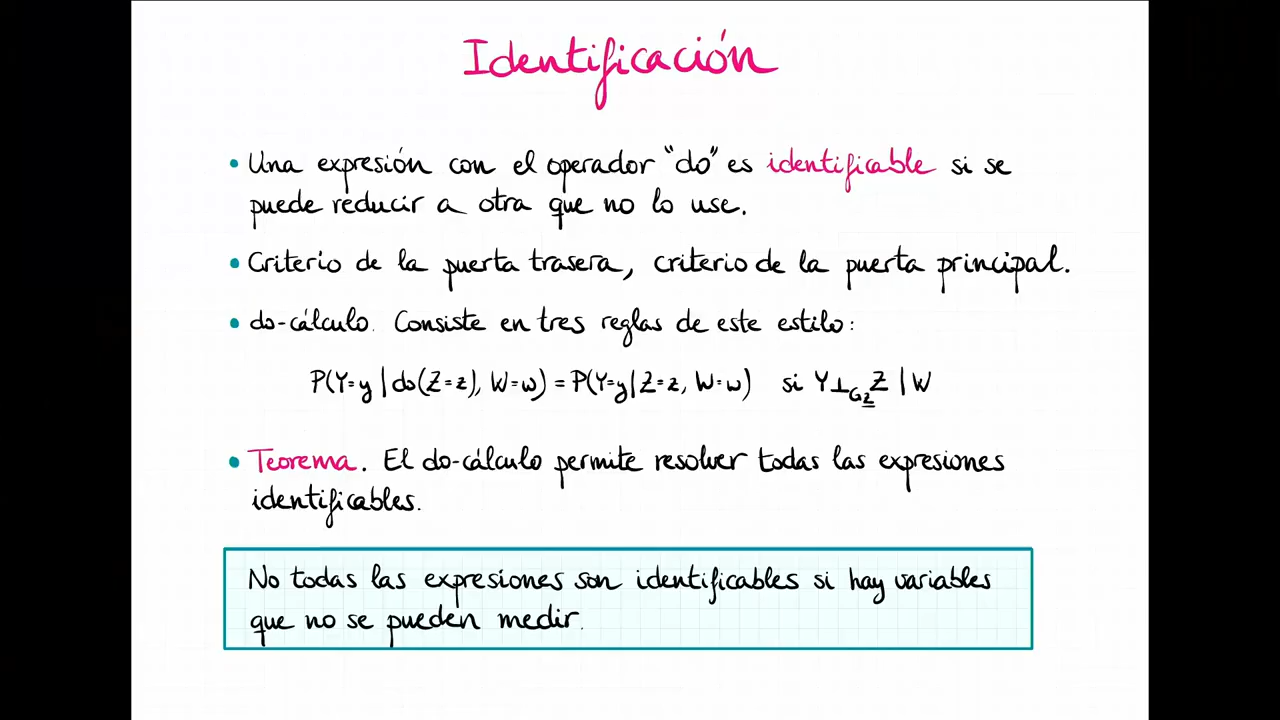 Identificación
• Una expresión con el operador "do" es identificable si se
puede reducir a otra que no lo use.
• Criterio de la puerta trasera, criterio de la puerta principal.
• do-cálculo. Consiste en tres reglas de este estilo:
P(Y=y | do(Z=z), W=w) = P(Y=y | Z=z, W=w) si Y⊥_{G_{\underline{Z}}} Z | W
• Teorema. El do-cálculo permite resolver todas las expresiones
identificables.
No todas las expresiones son identificables si hay variables
que no se pueden medir.